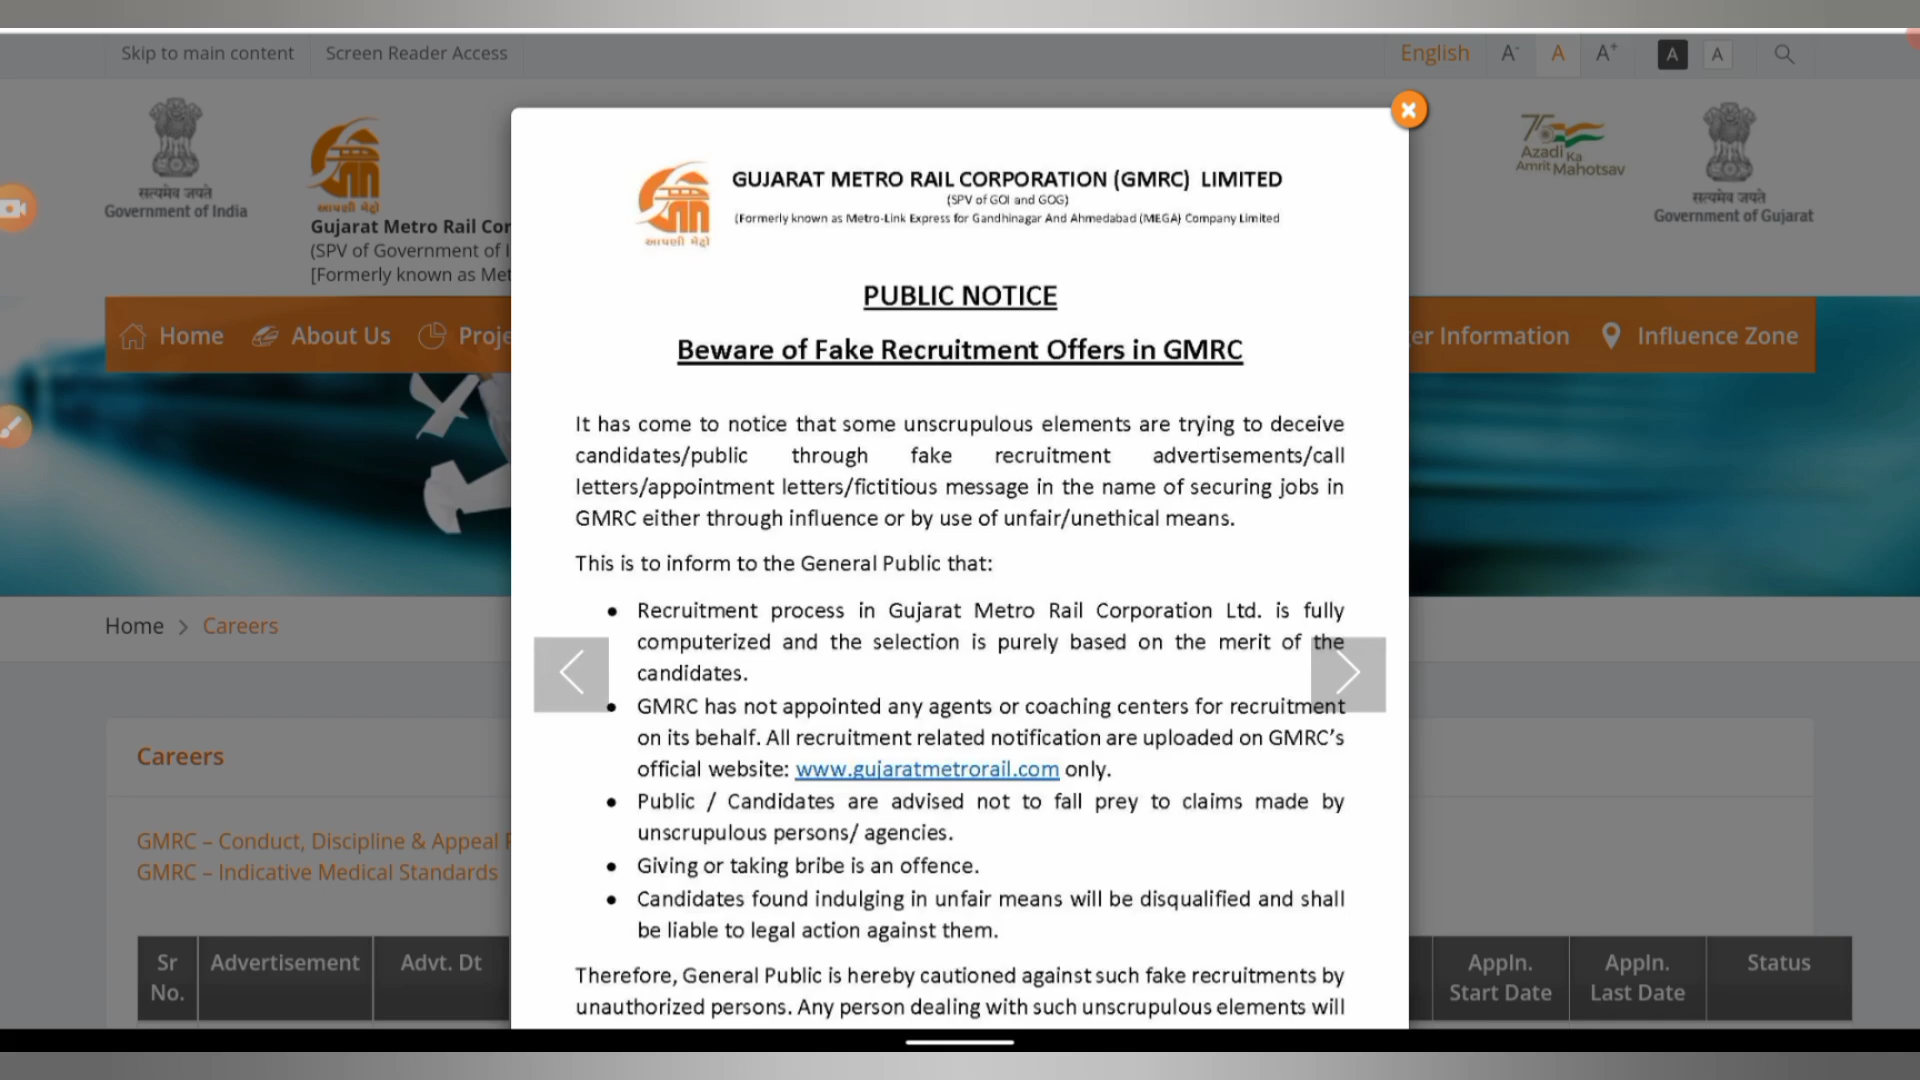 Skip to main content
Screen Reader Access
English
A-
A
A+
A
A
सत्यमेव जयते
Government of India
આપણી મેટ્રો
Gujarat Metro Rail Cor
(SPV of Government of I
[Formerly known as Met
75
Azadi Ka
Amrit Mahotsav
सत्यमेव जयते
Government of Gujarat
Home
About Us
Proje
er Information
Influence Zone
આપણી મેટ્રો
GUJARAT METRO RAIL CORPORATION (GMRC) LIMITED
(SPV of GOI and GOG)
(Formerly known as Metro-Link Express for Gandhinagar And Ahmedabad (MEGA) Company Limited
PUBLIC NOTICE
Beware of Fake Recruitment Offers in GMRC
It has come to notice that some unscrupulous elements are trying to deceive
candidates/public through fake recruitment advertisements/call
letters/appointment letters/fictitious message in the name of securing jobs in
GMRC either through influence or by use of unfair/unethical means.
This is to inform to the General Public that:
• Recruitment process in Gujarat Metro Rail Corporation Ltd. is fully
computerized and the selection is purely based on the merit of the
candidates.
• GMRC has not appointed any agents or coaching centers for recruitment
on its behalf. All recruitment related notification are uploaded on GMRC's
official website: www.gujaratmetrorail.com only.
• Public / Candidates are advised not to fall prey to claims made by
unscrupulous persons/ agencies.
• Giving or taking bribe is an offence.
• Candidates found indulging in unfair means will be disqualified and shall
be liable to legal action against them.
Therefore, General Public is hereby cautioned against such fake recruitments by
unauthorized persons. Any person dealing with such unscrupulous elements will
Home > Careers
Careers
GMRC – Conduct, Discipline & Appeal
GMRC – Indicative Medical Standards
Sr
No.
Advertisement
Advt. Dt
Appln.
Start Date
Appln.
Last Date
Status